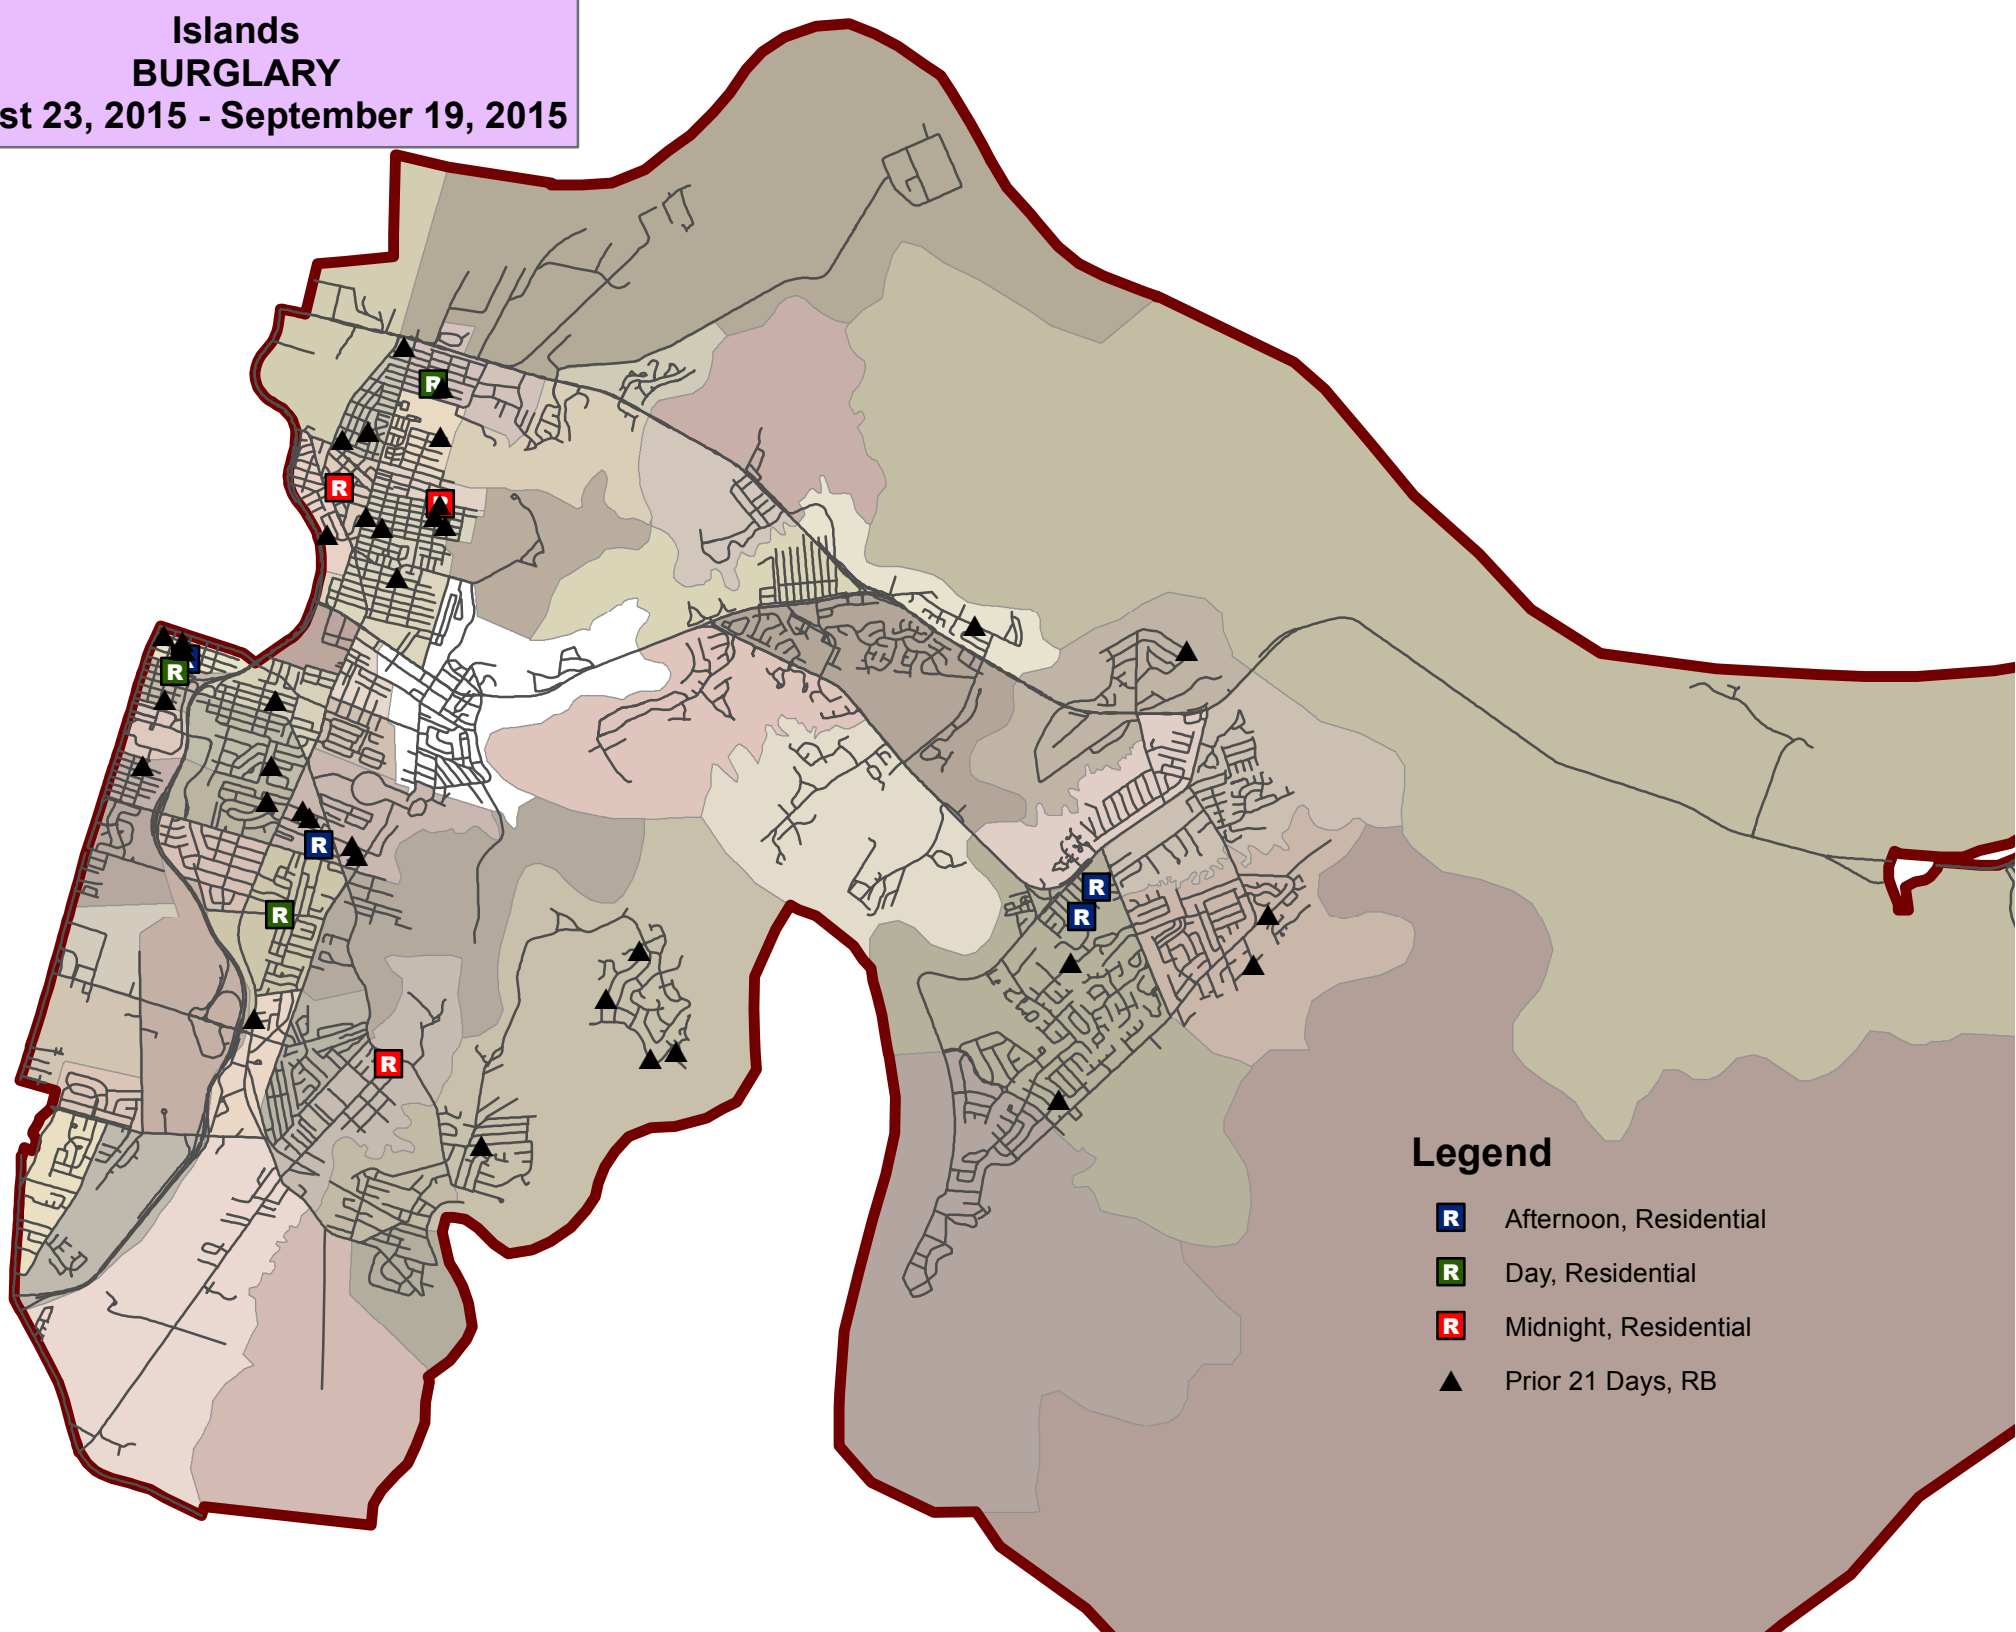 Islands
BURGLARY
st 23, 2015 - September 19, 2015
R
R
R
R
R
R
R
R
R
Legend
R Afternoon, Residential
R Day, Residential
R Midnight, Residential
Prior 21 Days, RB